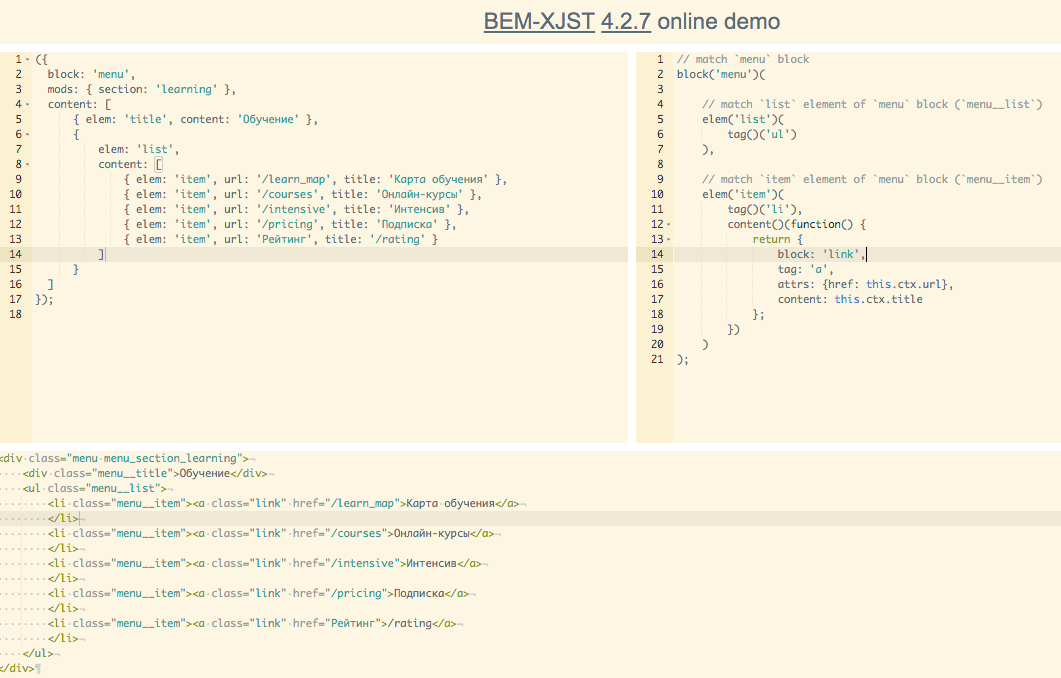 BEM-XJST 4.2.7 online demo
1 ({
2 block: 'menu',
3 mods: { section: 'learning' },
4 content: [
5 { elem: 'title', content: 'Обучение' },
6 {
7 elem: 'list',
8 content: [
9 { elem: 'item', url: '/learn_map', title: 'Карта обучения' },
10 { elem: 'item', url: '/courses', title: 'Онлайн-курсы' },
11 { elem: 'item', url: '/intensive', title: 'Интенсив' },
12 { elem: 'item', url: '/pricing', title: 'Подписка' },
13 { elem: 'item', url: 'Рейтинг', title: '/rating' }
14 ]
15 }
16 ]
17 });
18
1 // match `menu` block
2 block('menu')(
3
4 // match `list` element of `menu` block (`menu__list`)
5 elem('list')(
6 tag()('ul')
7 ),
8
9 // match `item` element of `menu` block (`menu__item`)
10 elem('item')(
11 tag()('li'),
12 content()(function() {
13 return {
14 block: 'link',
15 tag: 'a',
16 attrs: {href: this.ctx.url},
17 content: this.ctx.title
18 };
19 })
20 )
21 );
<div class="menu menu_section_learning">¬
<div class="menu__title">Обучение</div>¬
<ul class="menu__list">¬
<li class="menu__item"><a class="link" href="/learn_map">Карта обучения</a>¬
</li>¬
<li class="menu__item"><a class="link" href="/courses">Онлайн-курсы</a>¬
</li>¬
<li class="menu__item"><a class="link" href="/intensive">Интенсив</a>¬
</li>¬
<li class="menu__item"><a class="link" href="/pricing">Подписка</a>¬
</li>¬
<li class="menu__item"><a class="link" href="Рейтинг">/rating</a>¬
</li>¬
</ul>¬
</div>¶